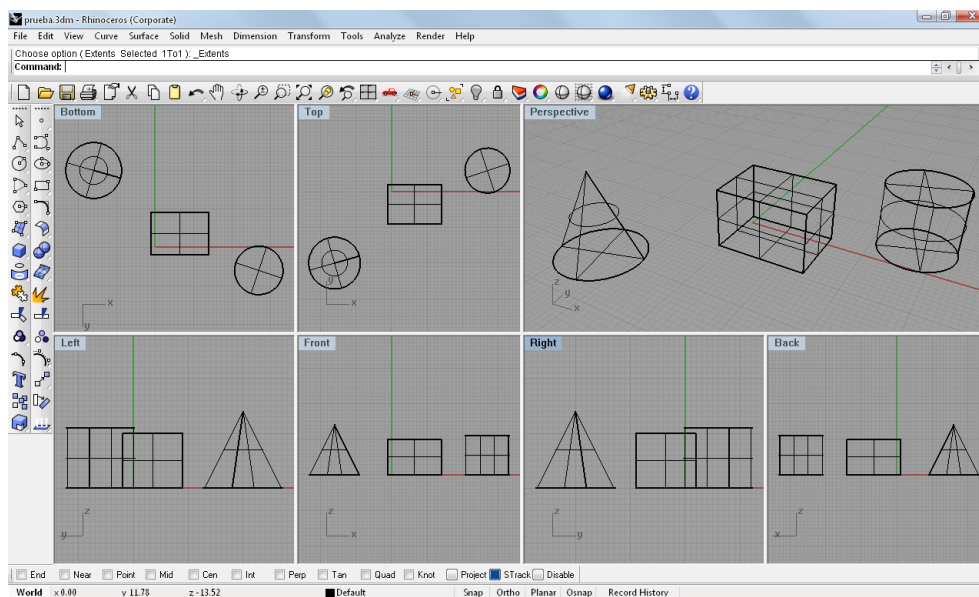 prueba.3dm - Rhinoceros (Corporate)
File Edit View Curve Surface Solid Mesh Dimension Transform Tools Analyze Render Help
Choose option ( Extents Selected 1To1 ): _Extents
Command:
Bottom Top Perspective
x
y
y
x
z
y
x
Left Front Right Back
z
y
z
x
z
y
z
x
End Near Point Mid Cen Int Perp Tan Quad Knot Project STrack Disable
World x 0.00 y 11.78 z -13.52 Default Snap Ortho Planar Osnap Record History